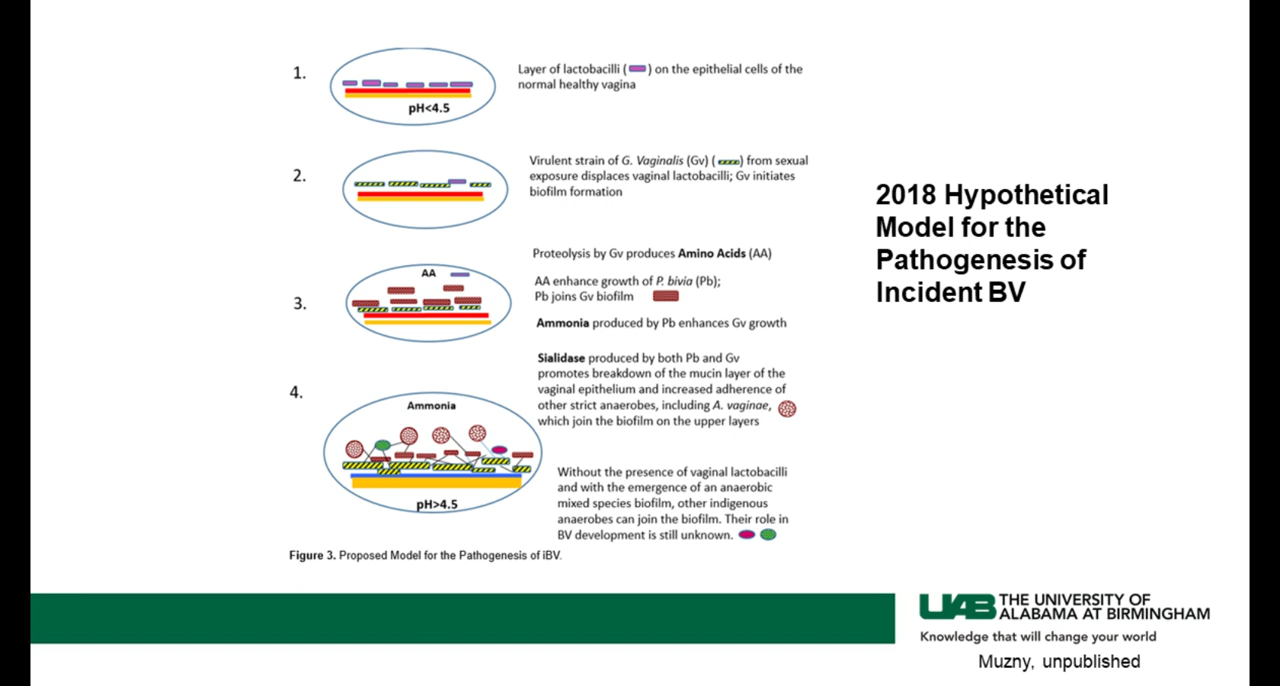 1.
Layer of lactobacilli ( ) on the epithelial cells of the
normal healthy vagina
pH<4.5
2.
Virulent strain of G. Vaginalis (Gv) ( ) from sexual
exposure displaces vaginal lactobacilli; Gv initiates
biofilm formation
2018 Hypothetical
Model for the
Pathogenesis of
Incident BV
3.
AA
Proteolysis by Gv produces Amino Acids (AA)
AA enhance growth of P. bivia (Pb);
Pb joins Gv biofilm
Ammonia produced by Pb enhances Gv growth
4.
Ammonia
pH>4.5
Sialidase produced by both Pb and Gv
promotes breakdown of the mucin layer of the
vaginal epithelium and increased adherence of
other strict anaerobes, including A. vaginae,
which join the biofilm on the upper layers
Without the presence of vaginal lactobacilli
and with the emergence of an anaerobic
mixed species biofilm, other indigenous
anaerobes can join the biofilm. Their role in
BV development is still unknown.
Figure 3. Proposed Model for the Pathogenesis of iBV.
UAB THE UNIVERSITY OF
ALABAMA AT BIRMINGHAM
Knowledge that will change your world
Muzny, unpublished